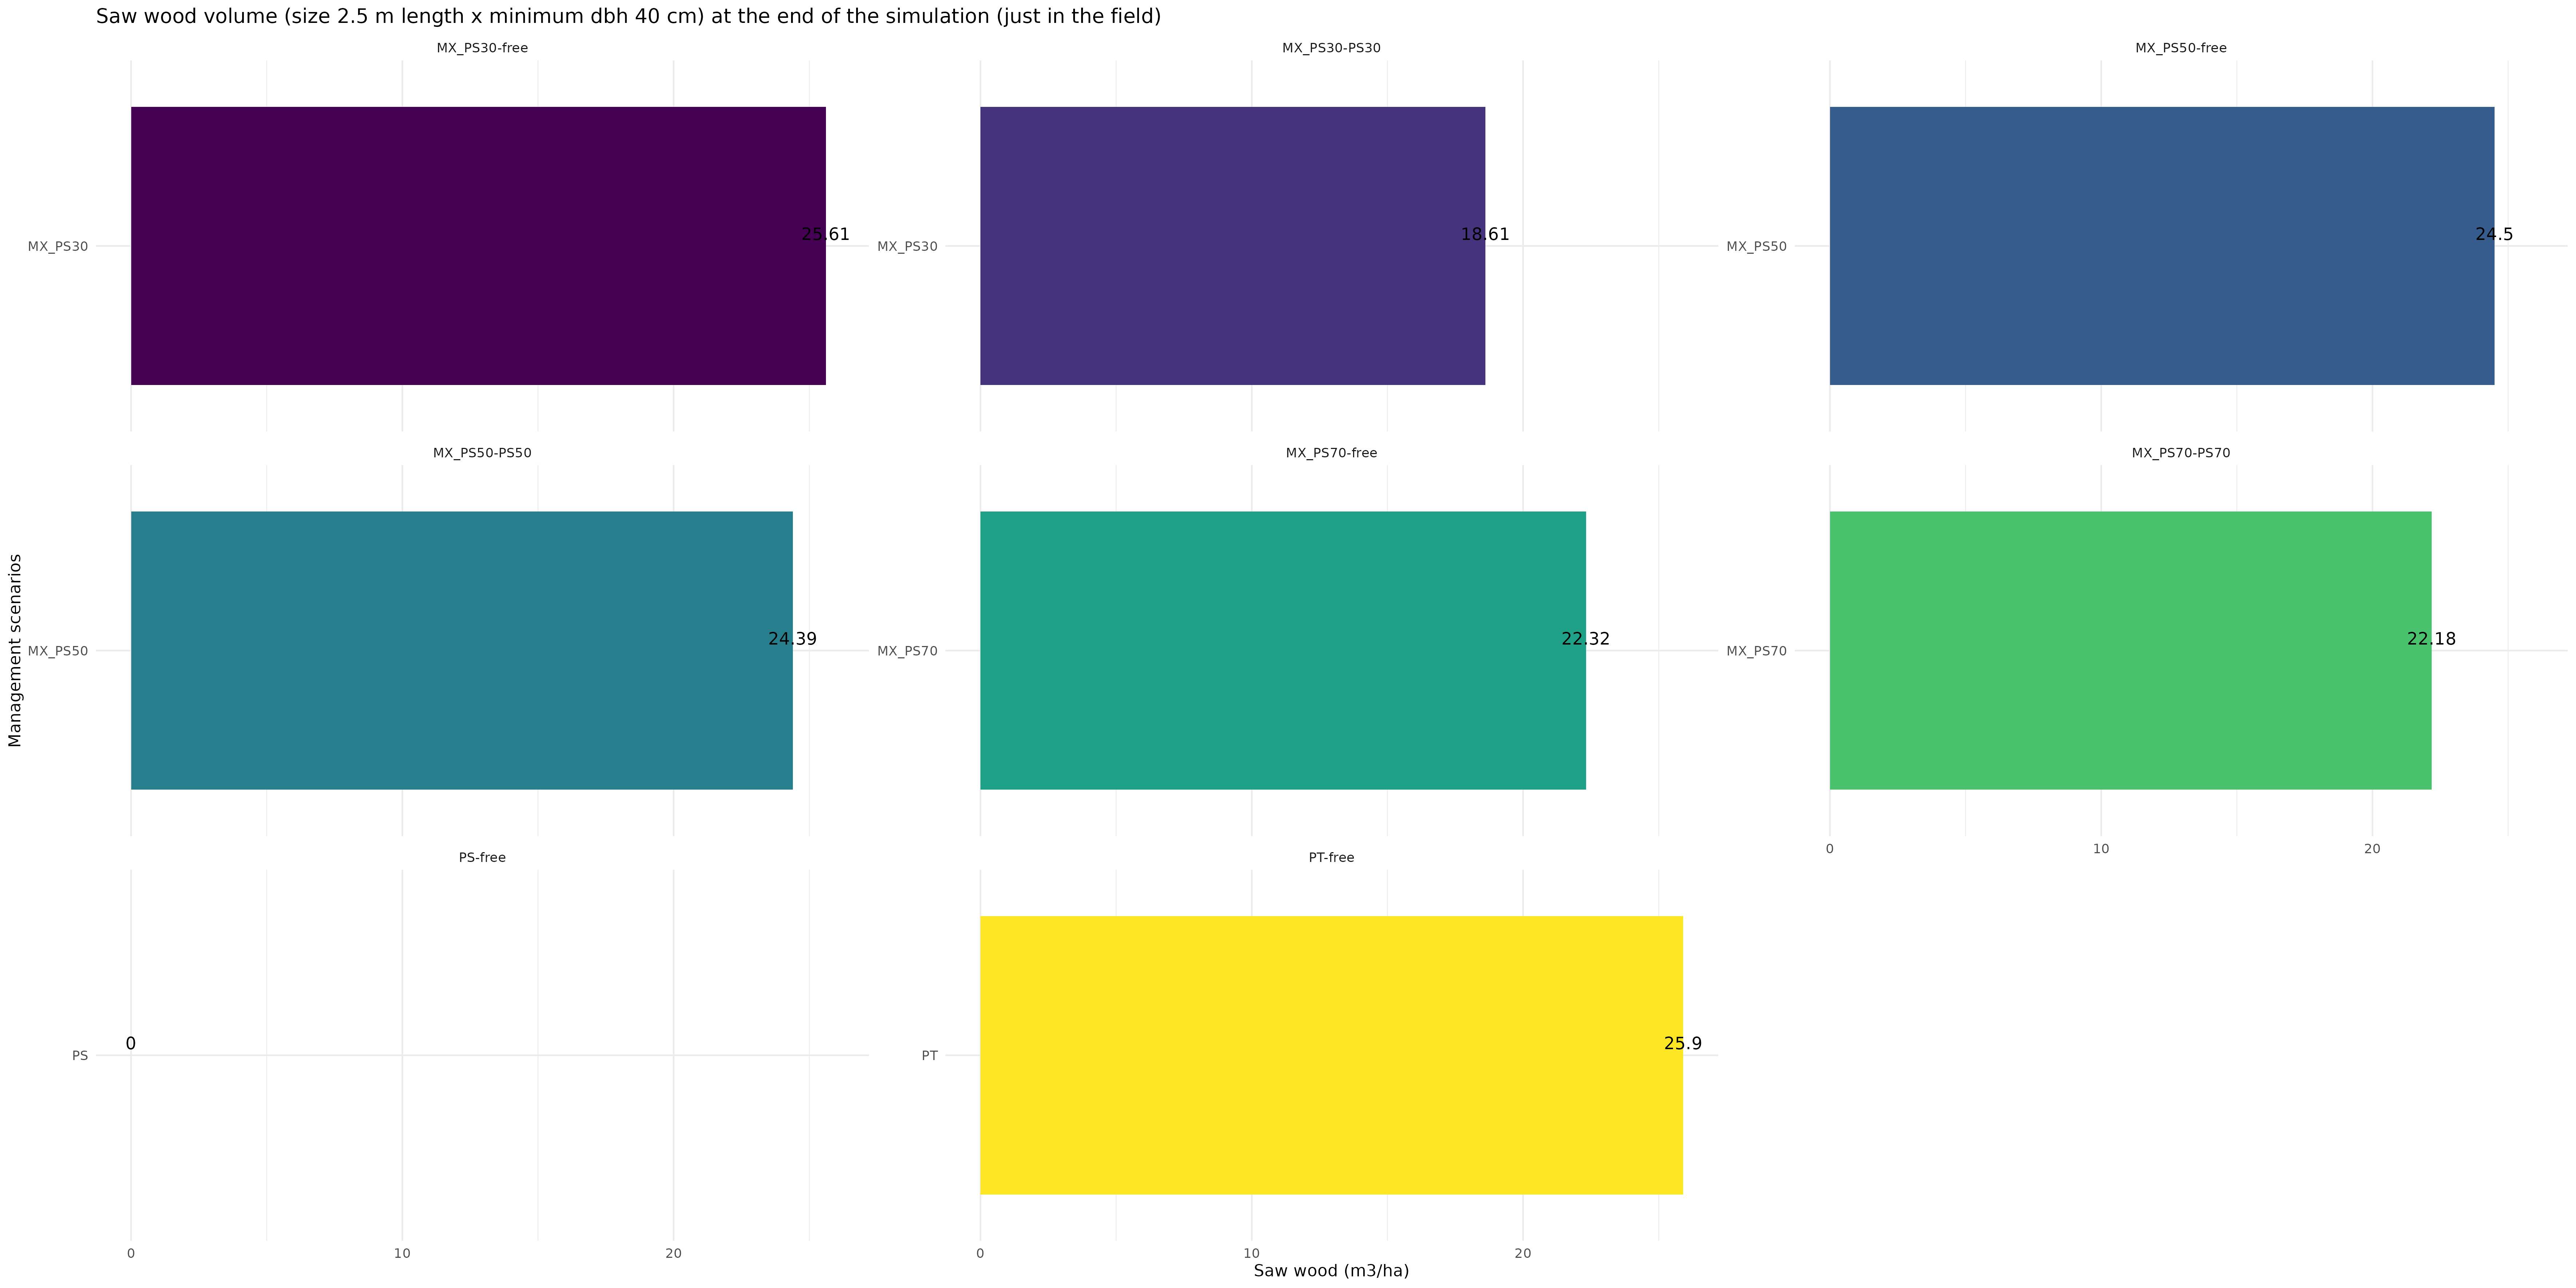 Saw wood volume (size 2.5 m length x minimum dbh 40 cm) at the end of the simulation (just in the field)
MX_PS30-free
MX_PS30-PS30
MX_PS50-free
MX_PS30
25.61
MX_PS30
18.61
MX_PS50
24.5
MX_PS50-PS50
MX_PS70-free
MX_PS70-PS70
MX_PS50
24.39
MX_PS70
22.32
MX_PS70
22.18
0
10
20
PS-free
PT-free
PS
0
PT
25.9
0
10
20
0
10
20
Saw wood (m3/ha)
Management scenarios